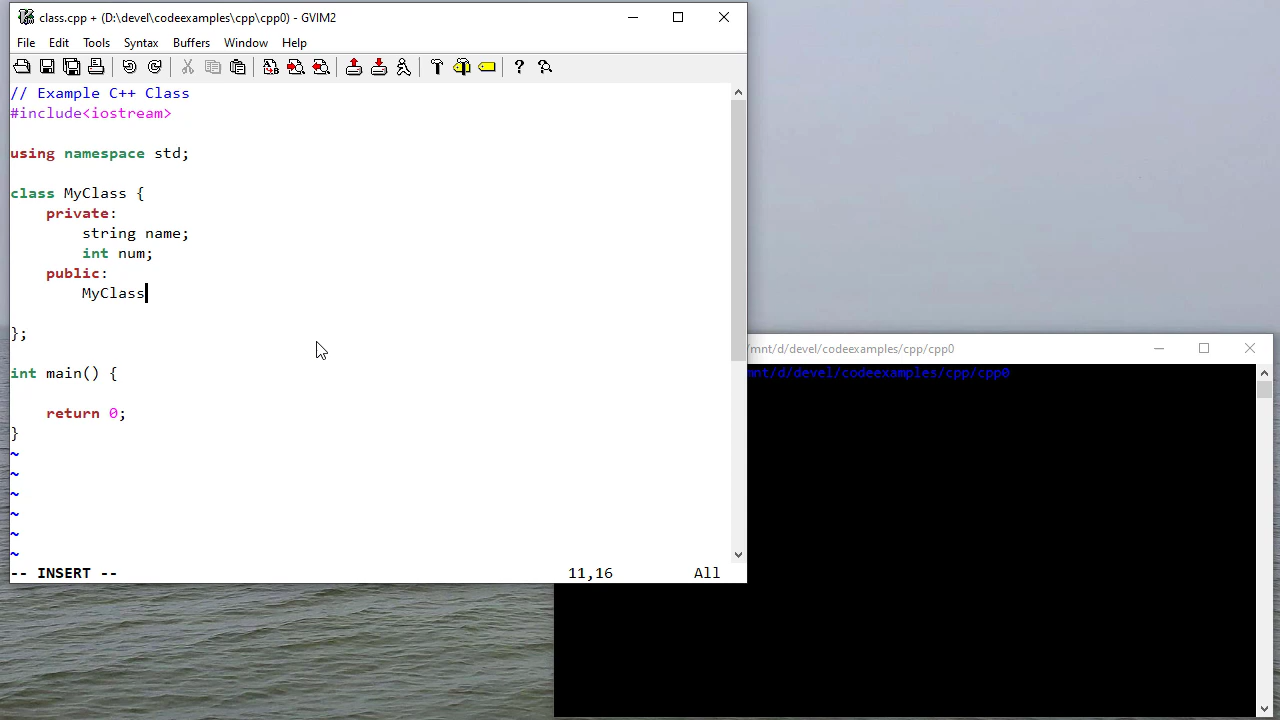 class.cpp + (D:\devel\codeexamples\cpp\cpp0) - GVIM2
File Edit Tools Syntax Buffers Window Help
// Example C++ Class
#include<iostream>
using namespace std;
class MyClass {
    private:
        string name;
        int num;
    public:
        MyClass
};
int main() {
    return 0;
}
~
~
~
~
~
~
-- INSERT -- 11,16 All
/mnt/d/devel/codeexamples/cpp/cpp0
mnt/d/devel/codeexamples/cpp/cpp0